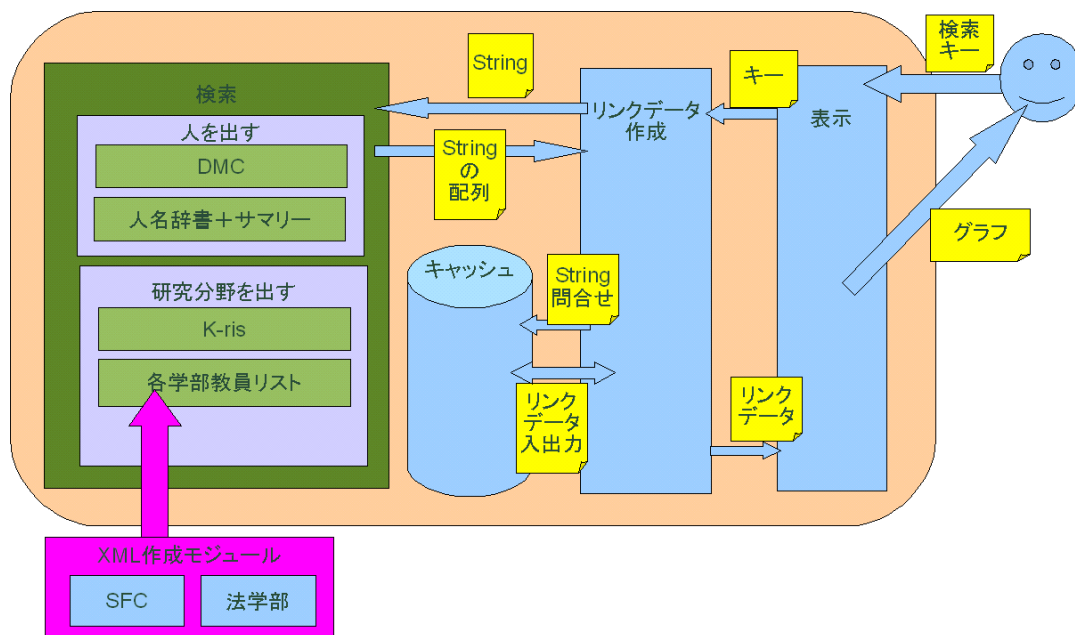 検索
人を出す
DMC
人名辞書＋サマリー
研究分野を出す
K-ris
各学部教員リスト
XML作成モジュール
SFC
法学部
String
String
の
配列
キャッシュ
String
問合せ
リンク
データ
入出力
リンクデータ
作成
キー
表示
リンク
データ
検索
キー
グラフ